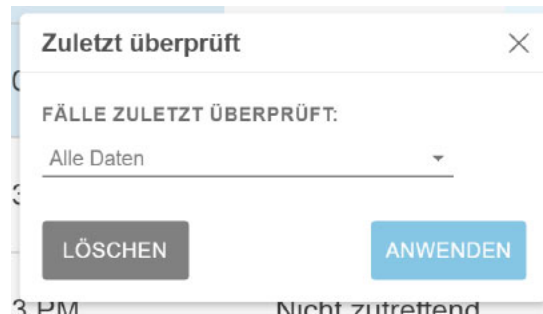 Zuletzt überprüft
FÄLLE ZULETZT ÜBERPRÜFT:
Alle Daten
LÖSCHEN
ANWENDEN
3 PM
Nicht zutreffend